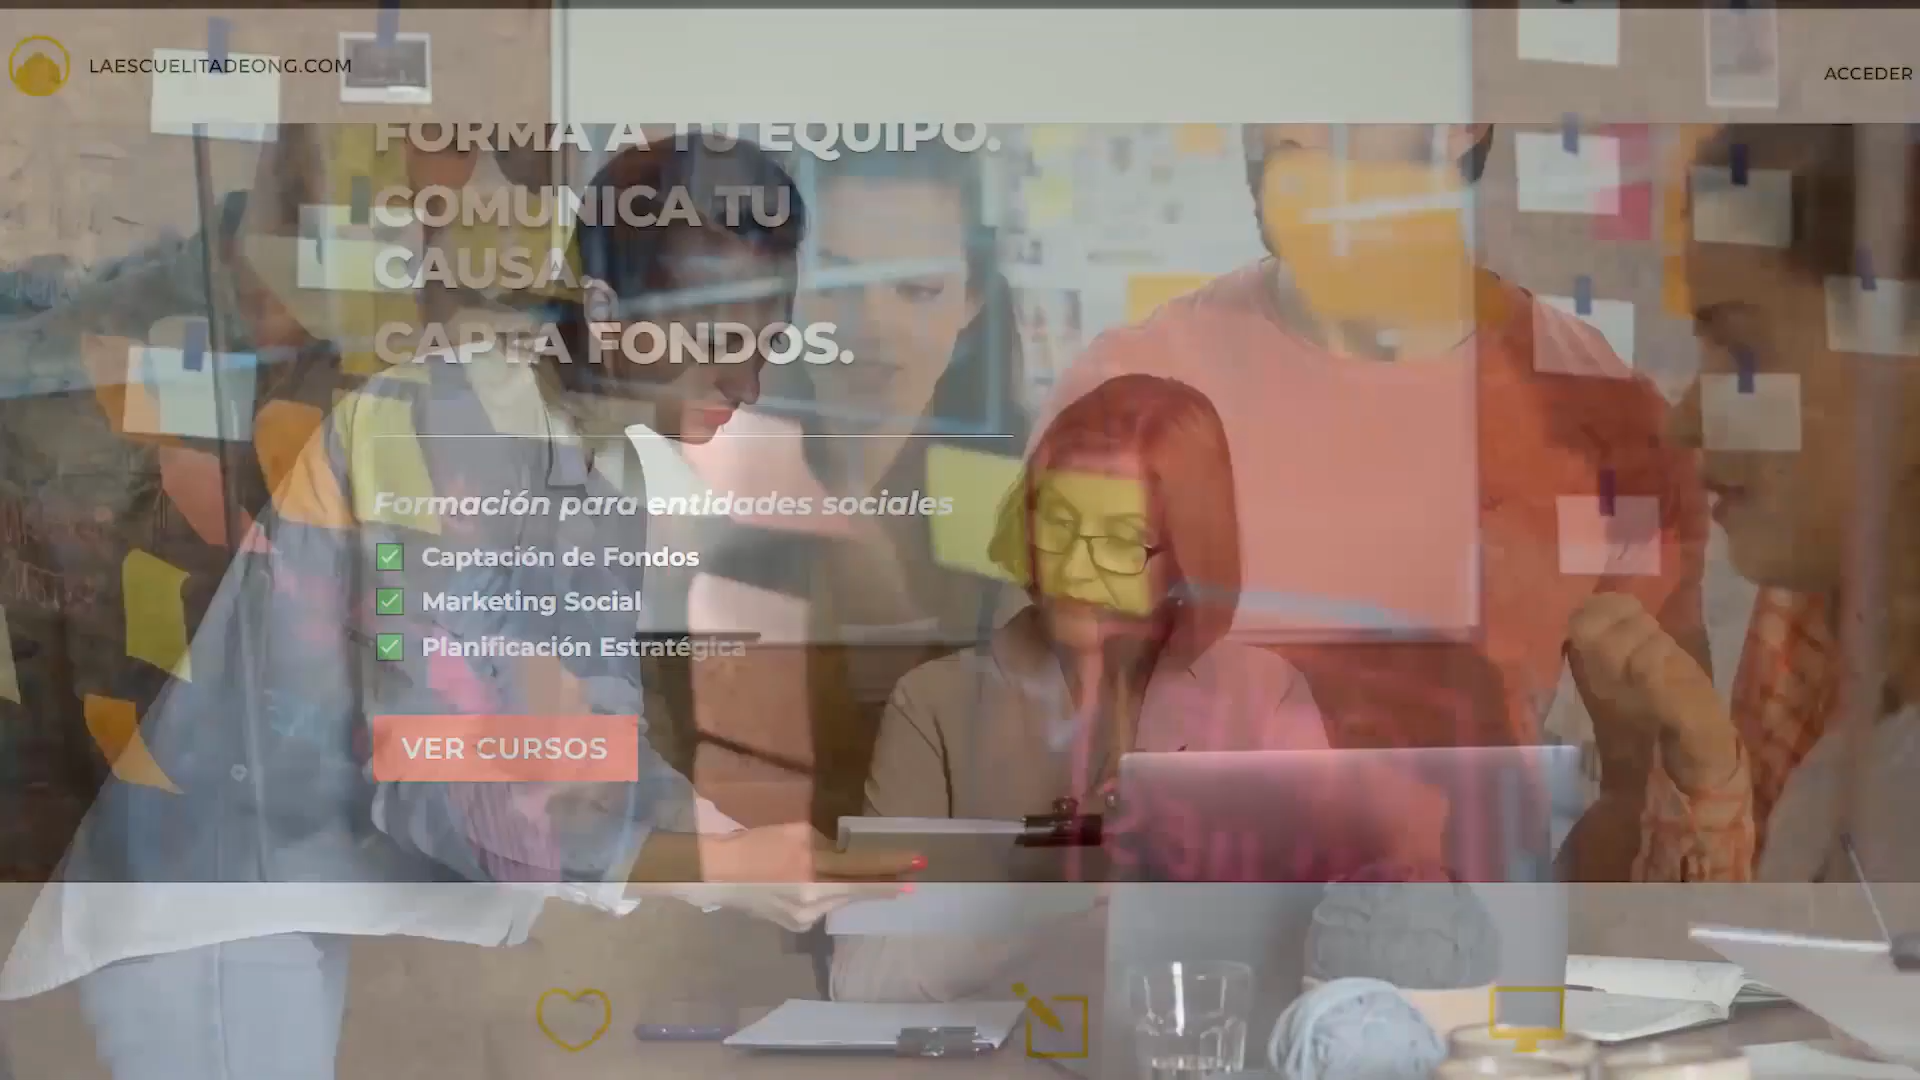 LAESCUELITADEONG.COM
ACCEDER
FORMA A TU EQUIPO.
COMUNICA TU
CAUSA.
CAPTA FONDOS.
Formación para entidades sociales
Captación de Fondos
Marketing Social
Planificación Estratégica
VER CURSOS